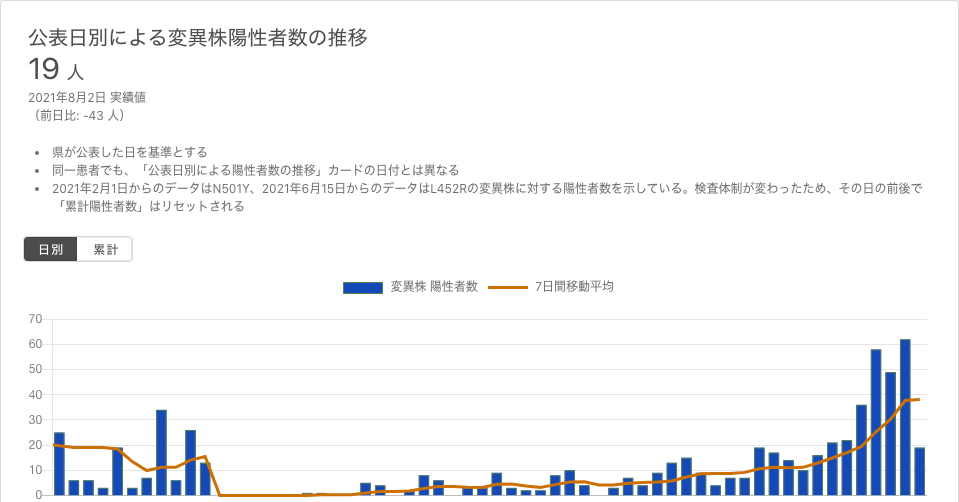 公表日別による変異株陽性者数の推移
19 人
2021年8月2日 実績値
（前日比: -43 人）
• 県が公表した日を基準とする
• 同一患者でも、「公表日別による陽性者数の推移」カードの日付とは異なる
• 2021年2月1日からのデータはN501Y、2021年6月15日からのデータはL452Rの変異株に対する陽性者数を示している。検査体制が変わったため、その日の前後で
「累計陽性者数」はリセットされる
日別 累計
変異株 陽性者数 7日間移動平均
70
60
50
40
30
20
10
0